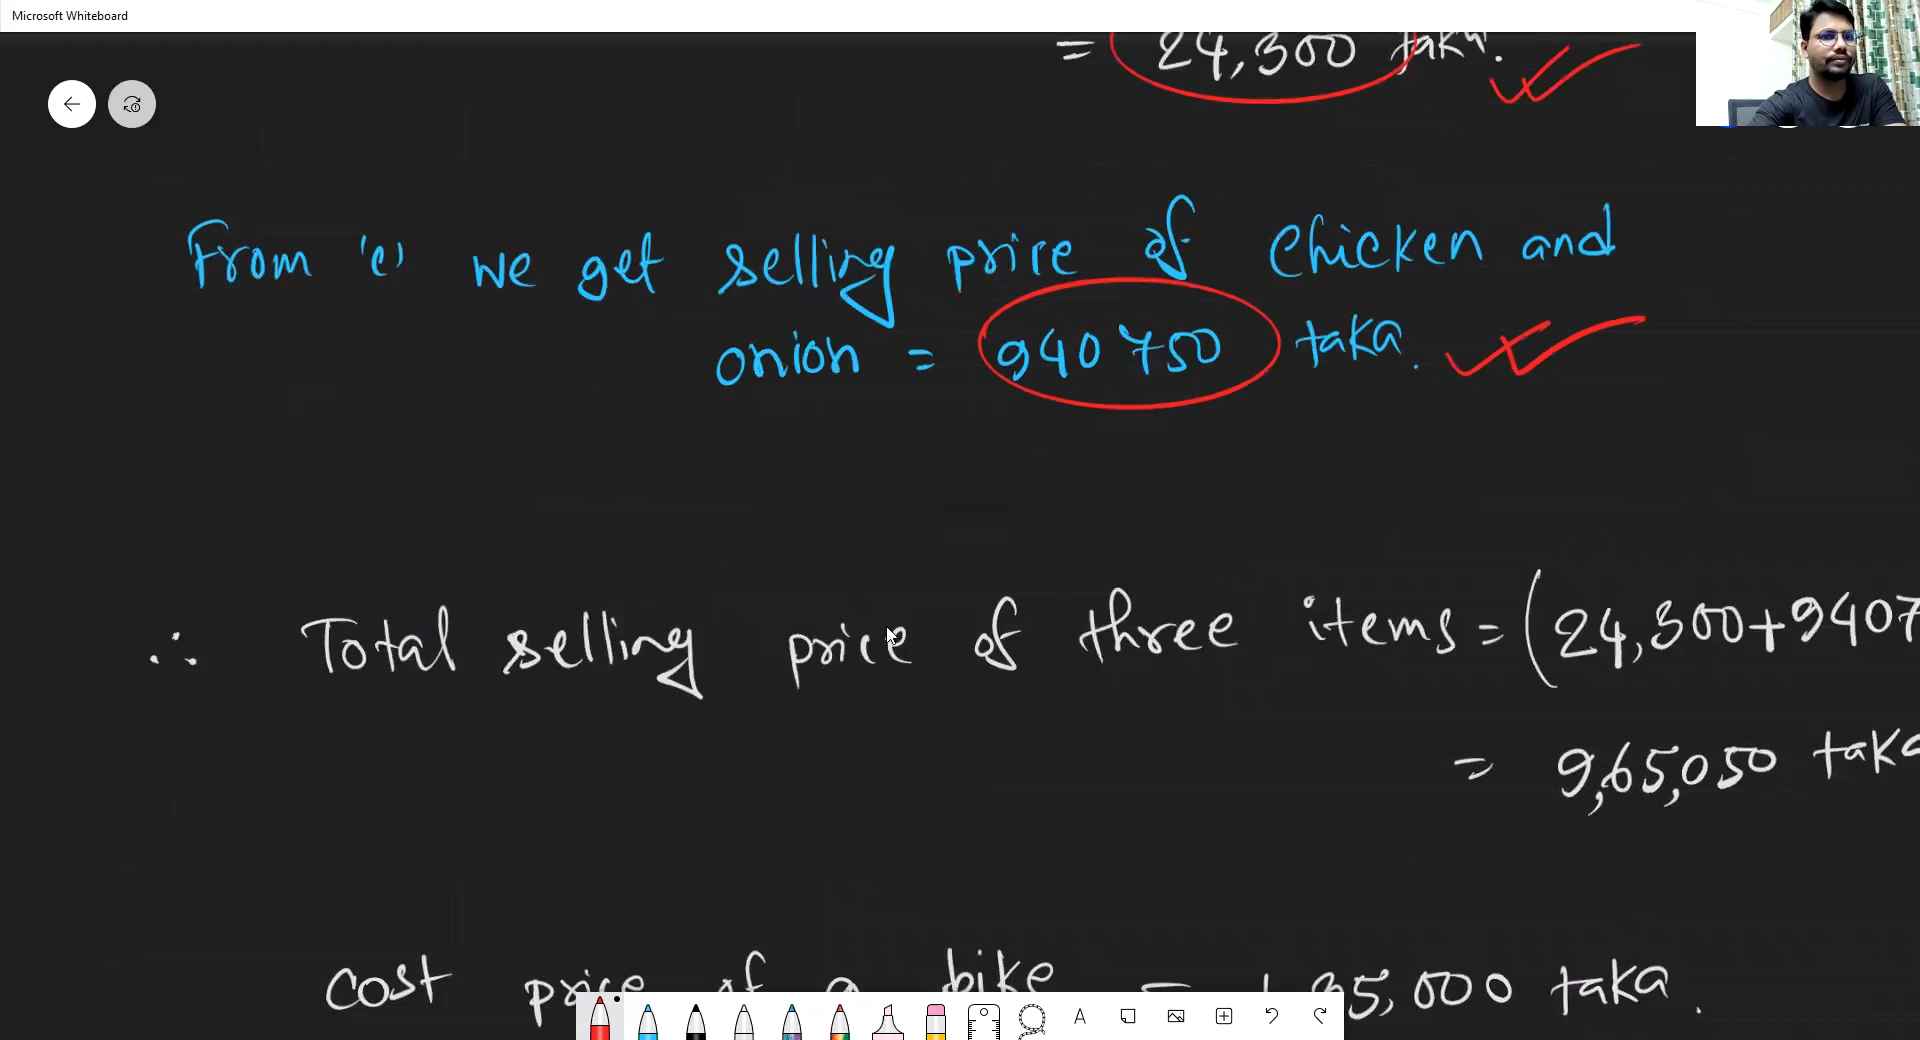 Microsoft Whiteboard
= 24,300 taka.
From 'c' we get selling price of chicken and
onion = 940750 taka.
∴ Total selling price of three items = (24,300+9407
= 9,65,050 taka
cost price of a bike = 35,000 taka.
A